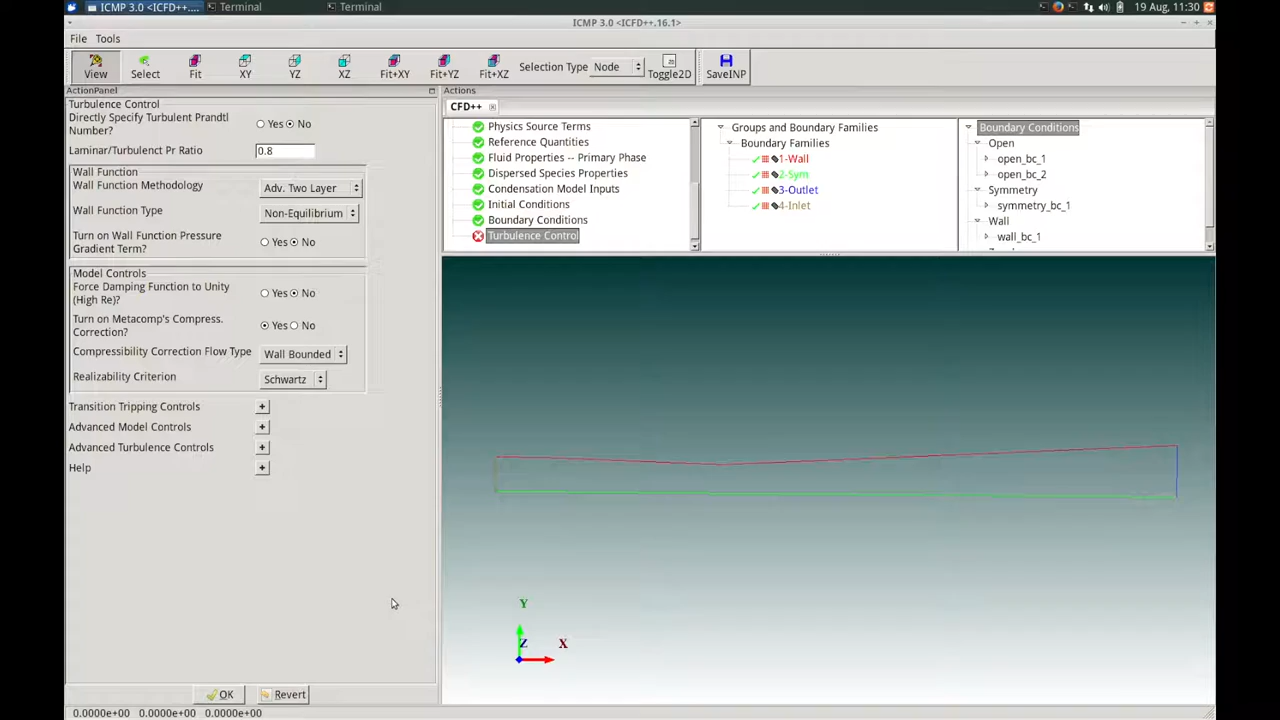 ICMP 3.0 <ICFD++.... Terminal Terminal 19 Aug, 11:30
ICMP 3.0 <ICFD++.16.1>
File Tools
View Select Fit XY YZ XZ Fit+XY Fit+YZ Fit+XZ Selection Type Node Toggle2D SaveINP
ActionPanel
Turbulence Control
Directly Specify Turbulent Prandtl
Number?
Yes No
Laminar/Turbulenct Pr Ratio 0.8
Wall Function
Wall Function Methodology Adv. Two Layer
Wall Function Type Non-Equilibrium
Turn on Wall Function Pressure
Gradient Term?
Yes No
Model Controls
Force Damping Function to Unity
(High Re)?
Yes No
Turn on Metacomp's Compress.
Correction?
Yes No
Compressibility Correction Flow Type Wall Bounded
Realizability Criterion Schwartz
Transition Tripping Controls +
Advanced Model Controls +
Advanced Turbulence Controls +
Help +
OK Revert
0.0000e+00 0.0000e+00 0.0000e+00
Actions
CFD++
Physics Source Terms
Reference Quantities
Fluid Properties -- Primary Phase
Dispersed Species Properties
Condensation Model Inputs
Initial Conditions
Boundary Conditions
Turbulence Control
Groups and Boundary Families
Boundary Families
1-Wall
2-Sym
3-Outlet
4-Inlet
Boundary Conditions
Open
open_bc_1
open_bc_2
Symmetry
symmetry_bc_1
Wall
wall_bc_1
Y
Z X